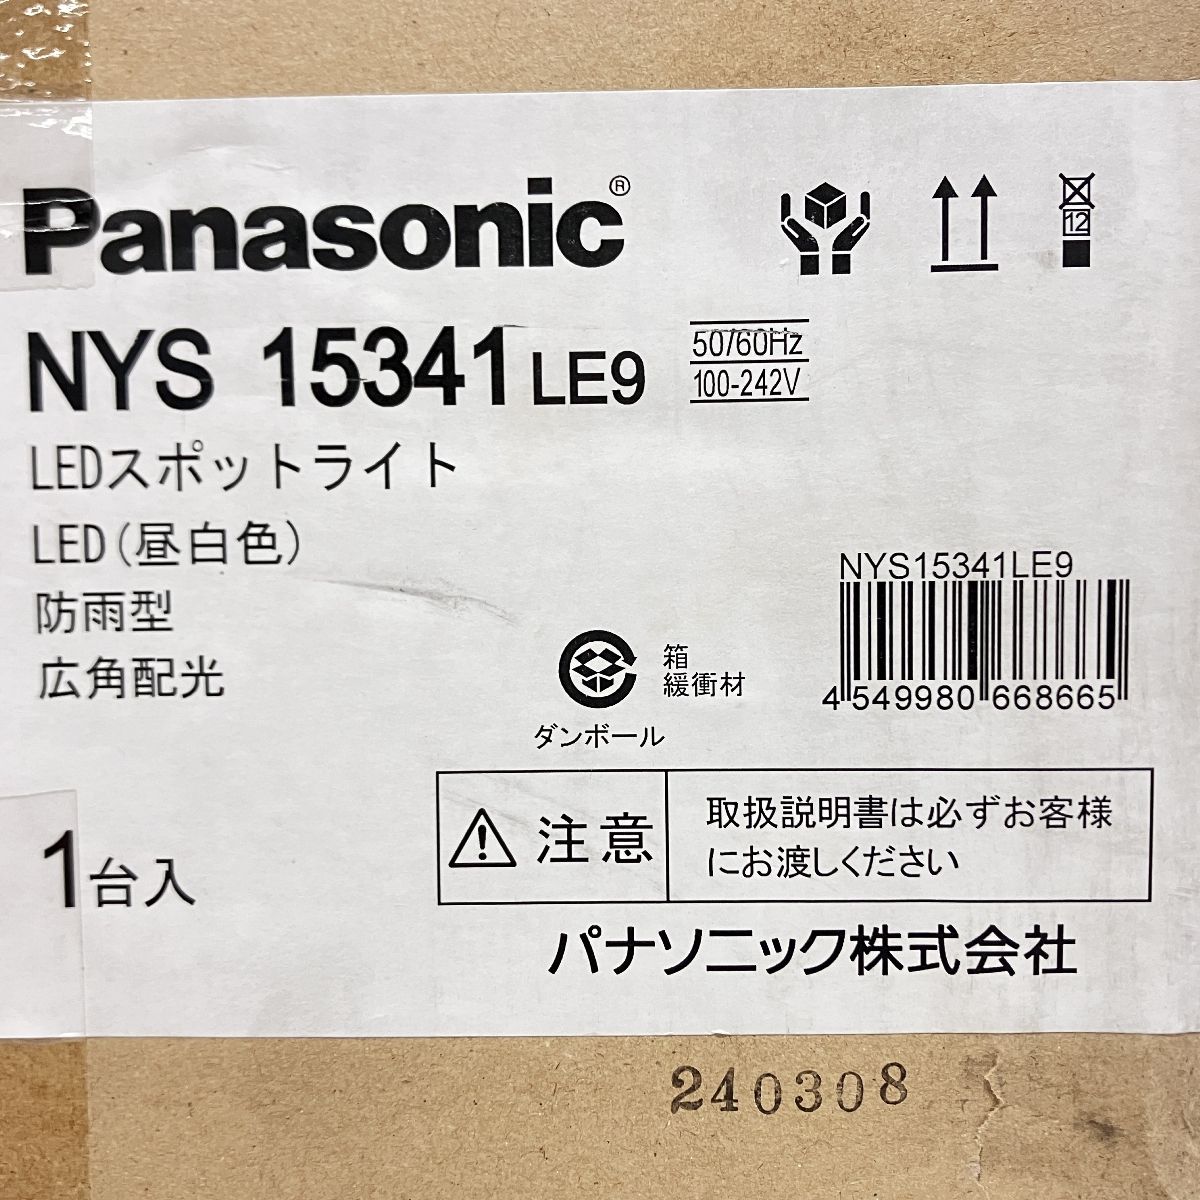 Panasonic®
12
NYS 15341 LE9
50/60Hz
100-242V
LEDスポットライト
LED(昼白色)
防雨型
広角配光
NYS15341LE9
4 549980 668665
箱
緩衝材
ダンボール
1台入
注意
取扱説明書は必ずお客様
にお渡しください
パナソニック株式会社
240308